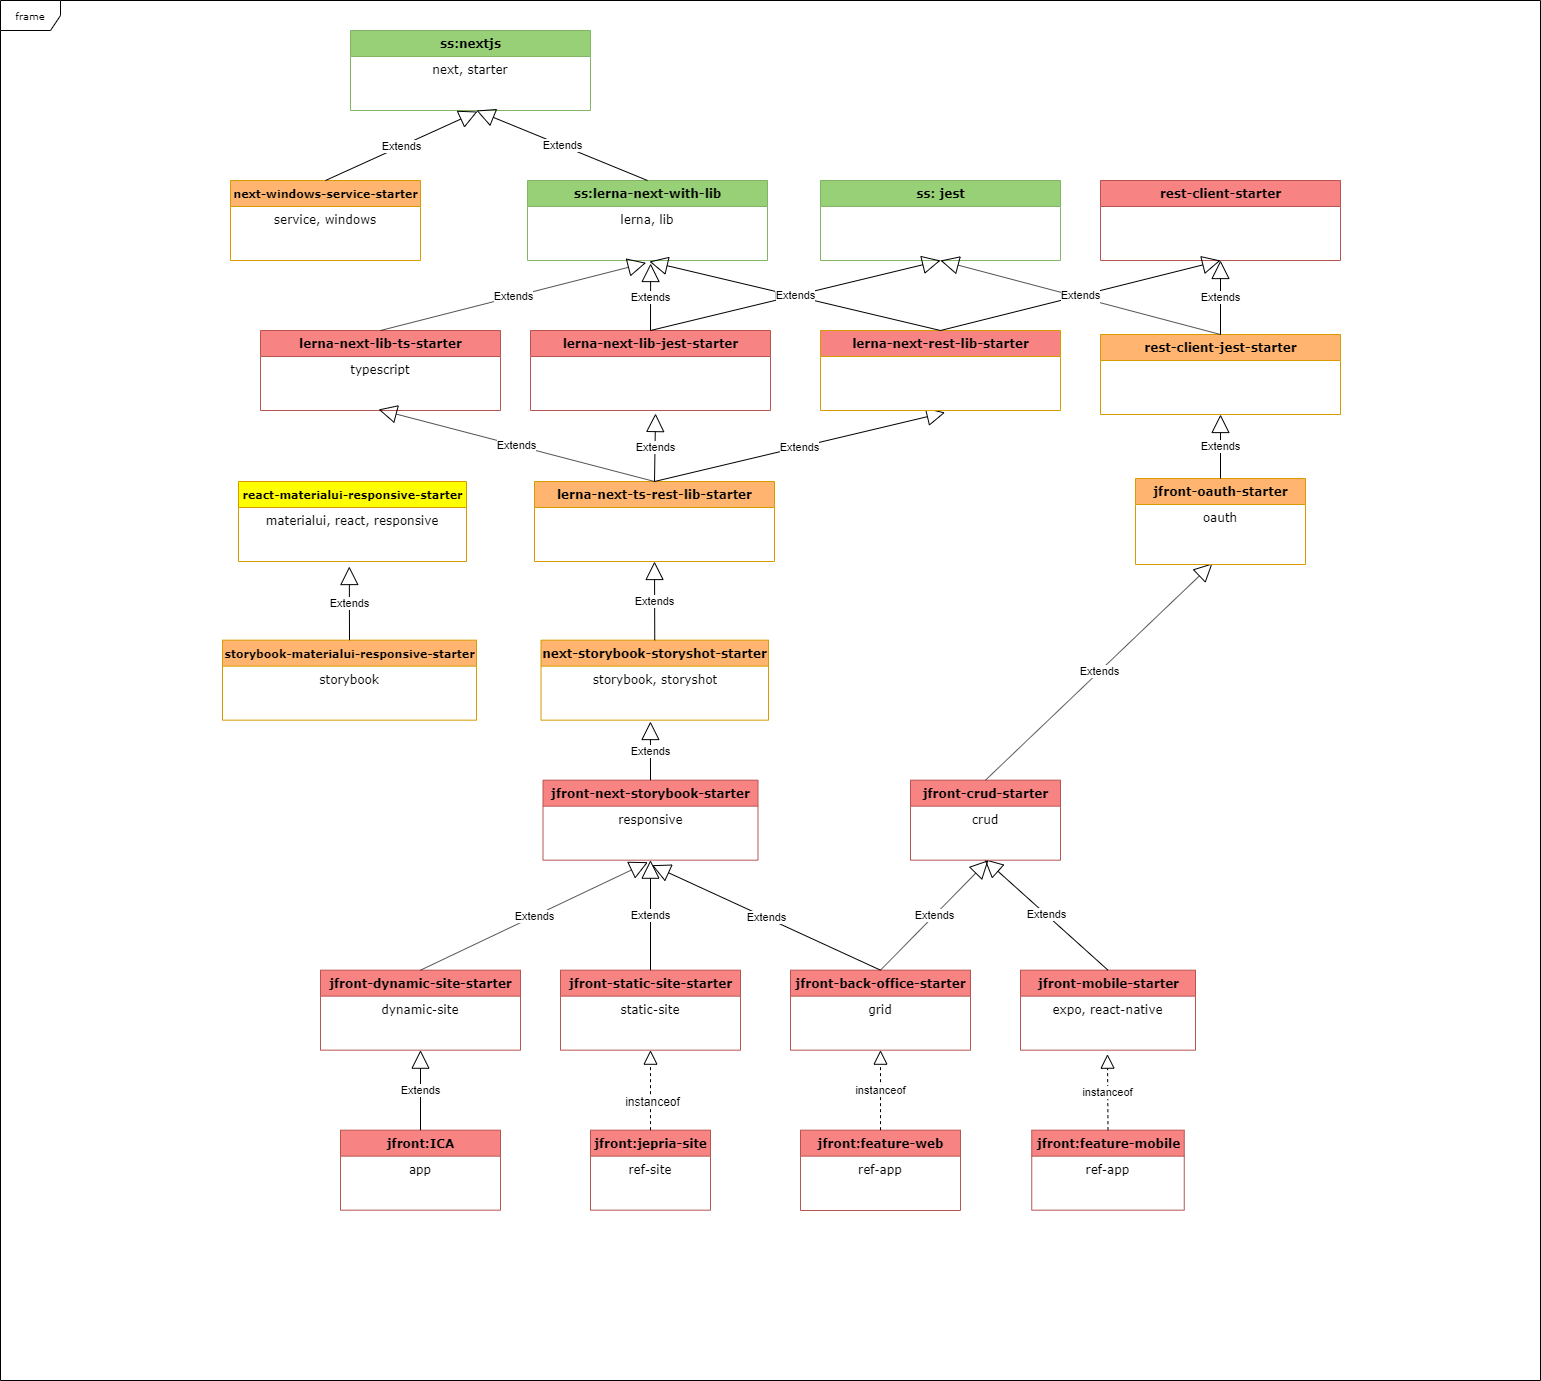 frame
ss:nextjs
next, starter
Extends
Extends
next-windows-service-starter
service, windows
ss:lerna-next-with-lib
lerna, lib
ss: jest
rest-client-starter
Extends
Extends
Extends
Extends
Extends
lerna-next-lib-ts-starter
typescript
lerna-next-lib-jest-starter
lerna-next-rest-lib-starter
rest-client-jest-starter
Extends
Extends
Extends
Extends
react-materialui-responsive-starter
materialui, react, responsive
lerna-next-ts-rest-lib-starter
jfront-oauth-starter
oauth
Extends
Extends
storybook-materialui-responsive-starter
storybook
next-storybook-storyshot-starter
storybook, storyshot
Extends
Extends
jfront-next-storybook-starter
responsive
jfront-crud-starter
crud
Extends
Extends
Extends
Extends
Extends
jfront-dynamic-site-starter
dynamic-site
jfront-static-site-starter
static-site
jfront-back-office-starter
grid
jfront-mobile-starter
expo, react-native
Extends
instanceof
instanceof
instanceof
jfront:ICA
app
jfront:jepria-site
ref-site
jfront:feature-web
ref-app
jfront:feature-mobile
ref-app